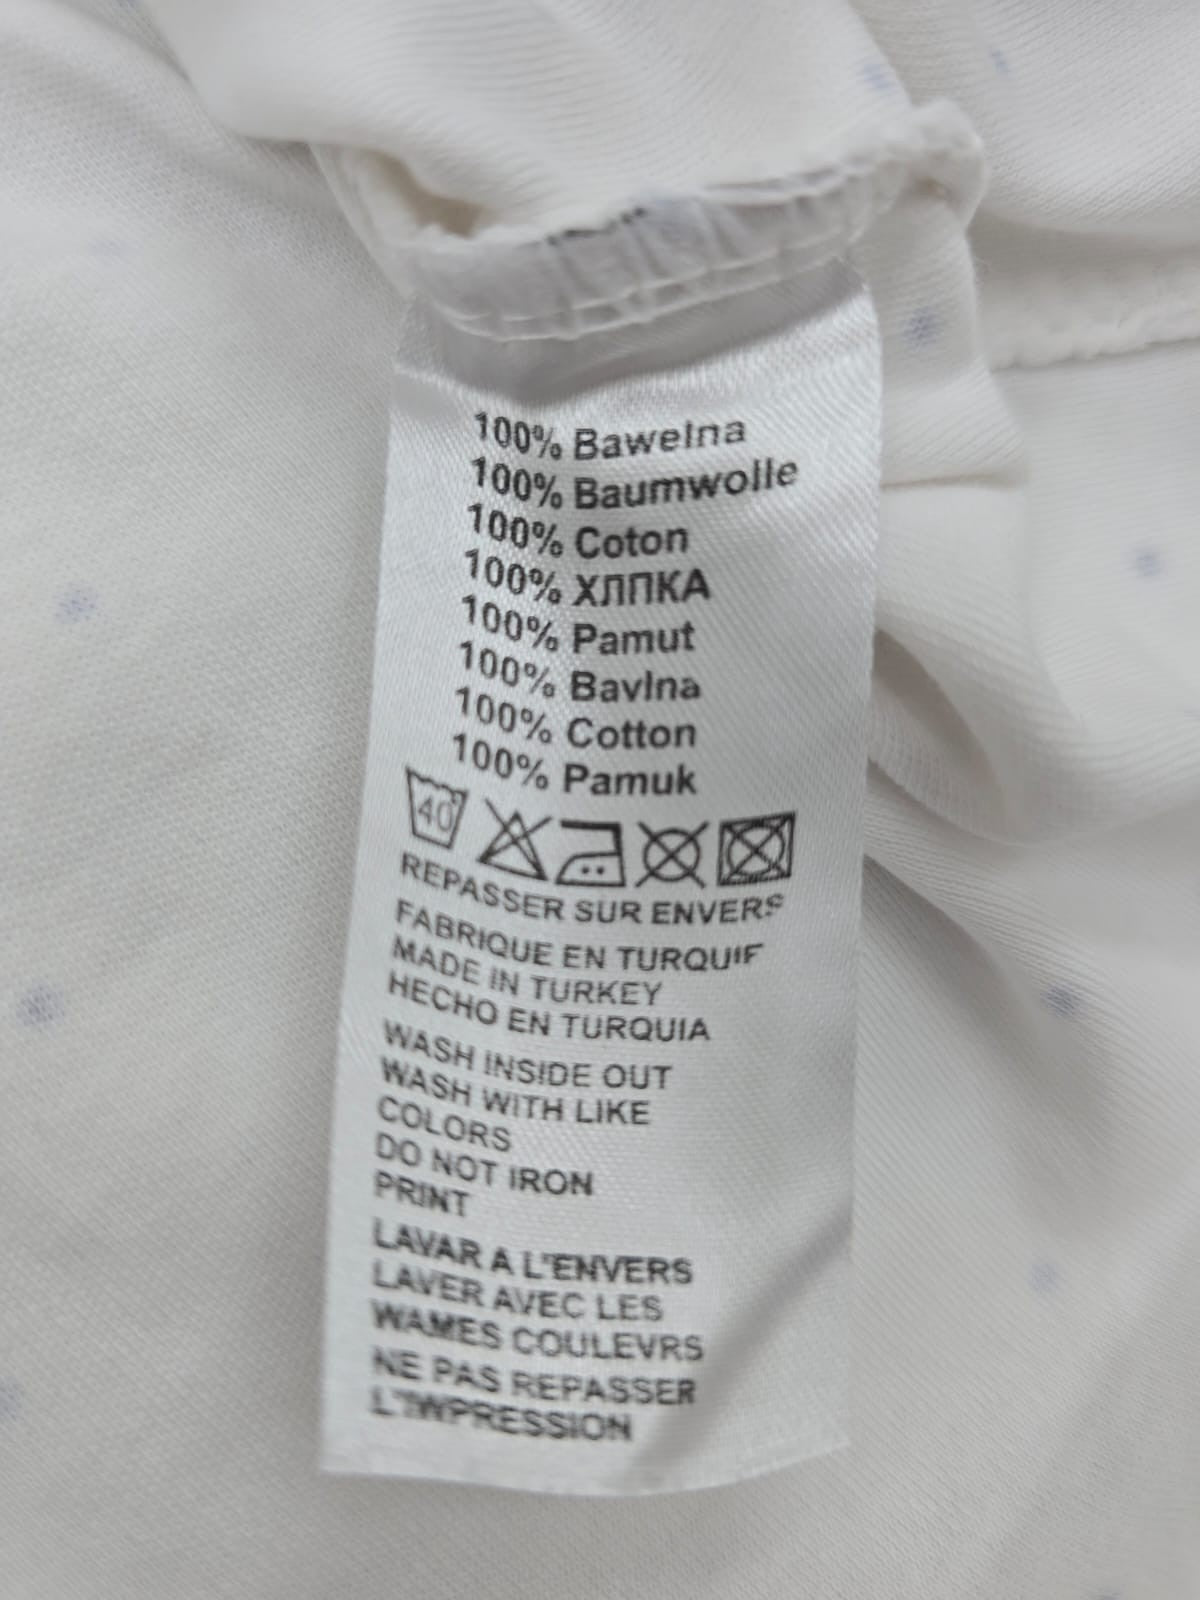 100% Bawełna
100% Baumwolle
100% Coton
100% ХЛПКА
100% Pamut
100% Bavlna
100% Cotton
100% Pamuk
40°
REPASSER SUR ENVERS
FABRIQUE EN TURQUIE
MADE IN TURKEY
HECHO EN TURQUIA
WASH INSIDE OUT
WASH WITH LIKE
COLORS
DO NOT IRON
PRINT
LAVAR A L'ENVERS
LAVER AVEC LES
WAMES COULEVRS
NE PAS REPASSER
L'IWPRESSION